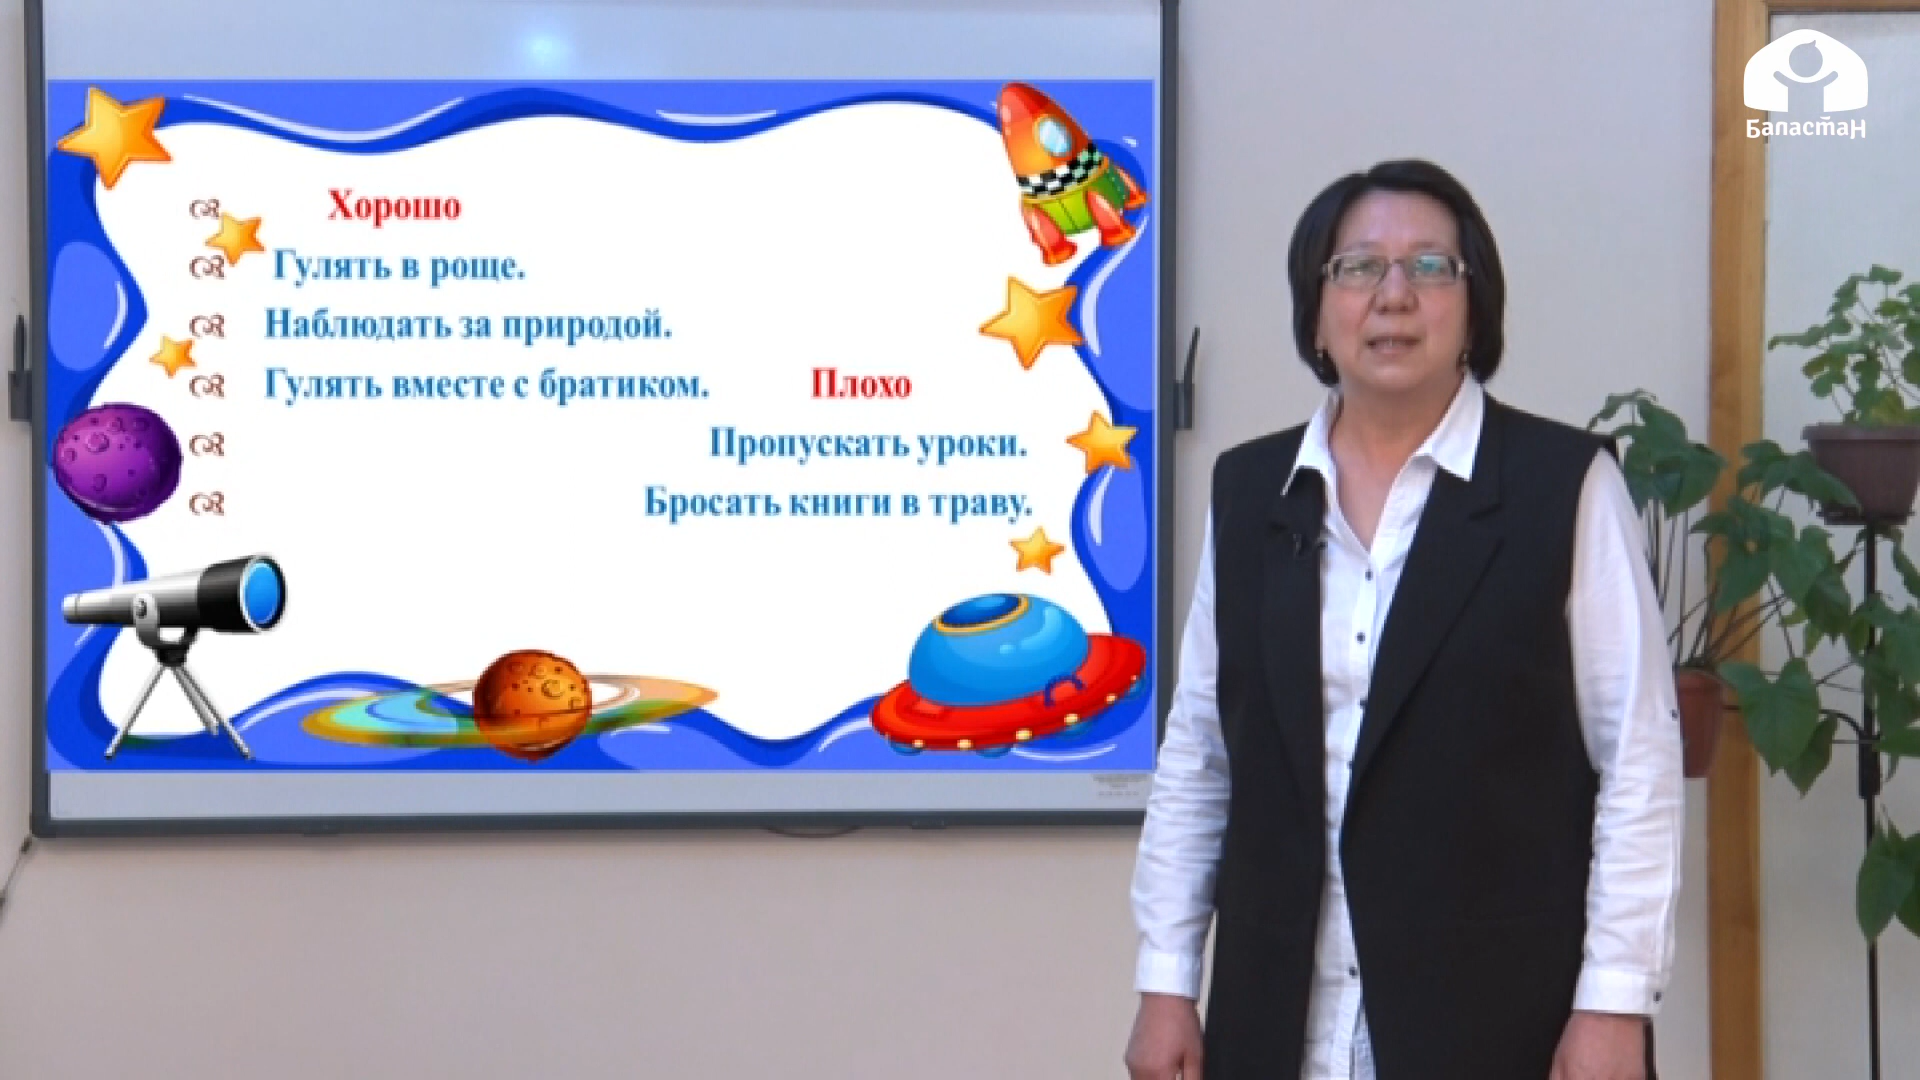 Баластан
Хорошо
Гулять в роще.
Наблюдать за природой.
Гулять вместе с братиком. Плохо
Пропускать уроки.
Бросать книги в траву.